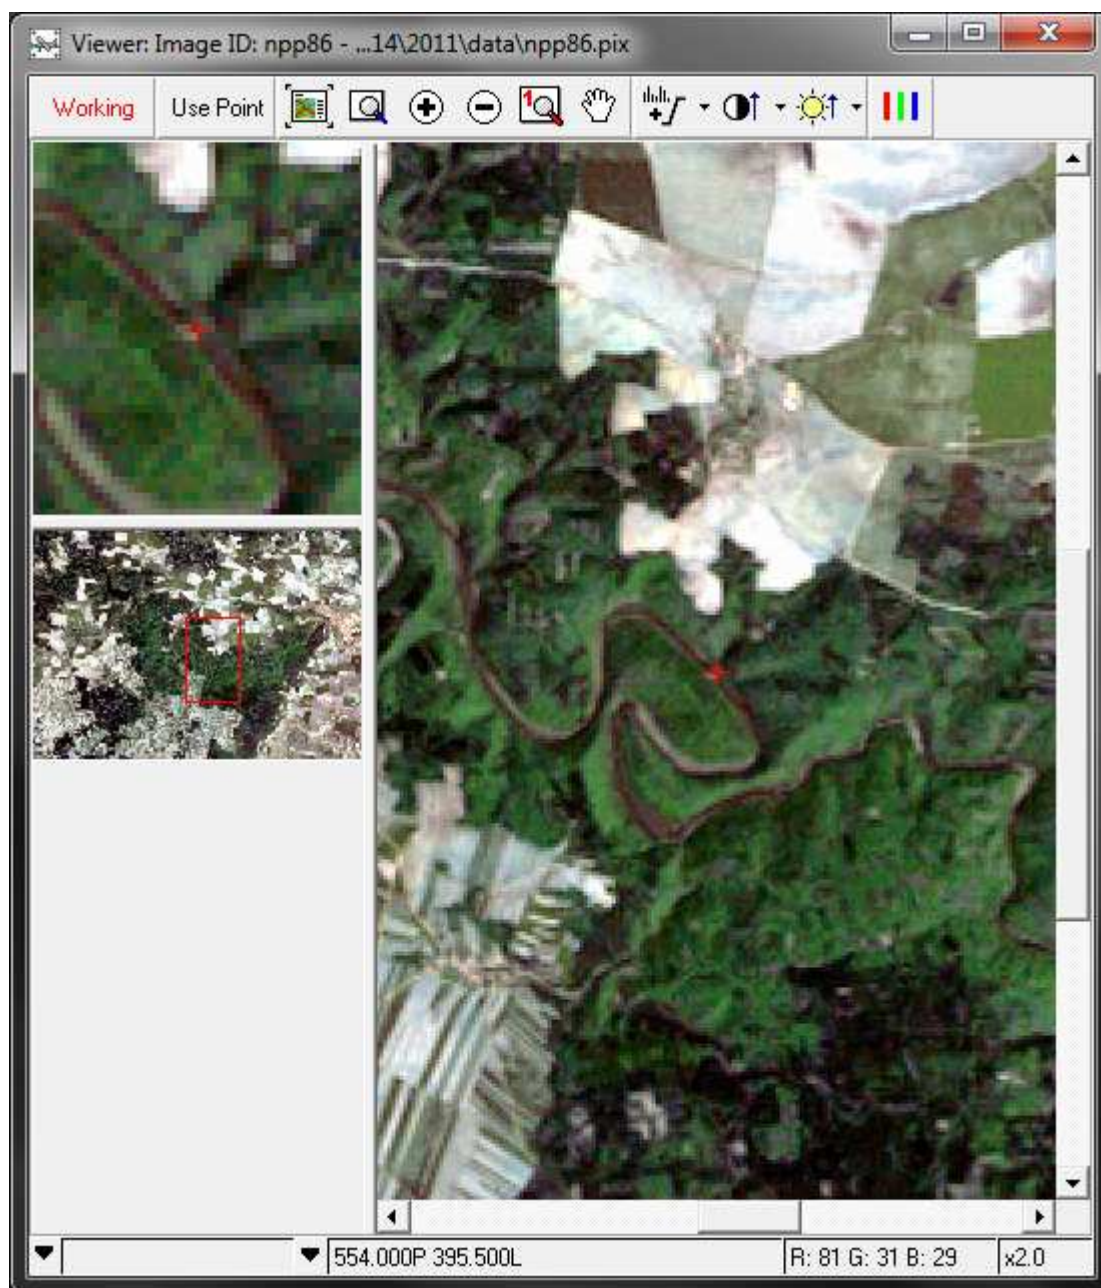 Viewer: Image ID: npp86 - ...14\2011\data\npp86.pix
Working Use Point 1
554.000P 395.500L R: 81 G: 31 B: 29 x2.0